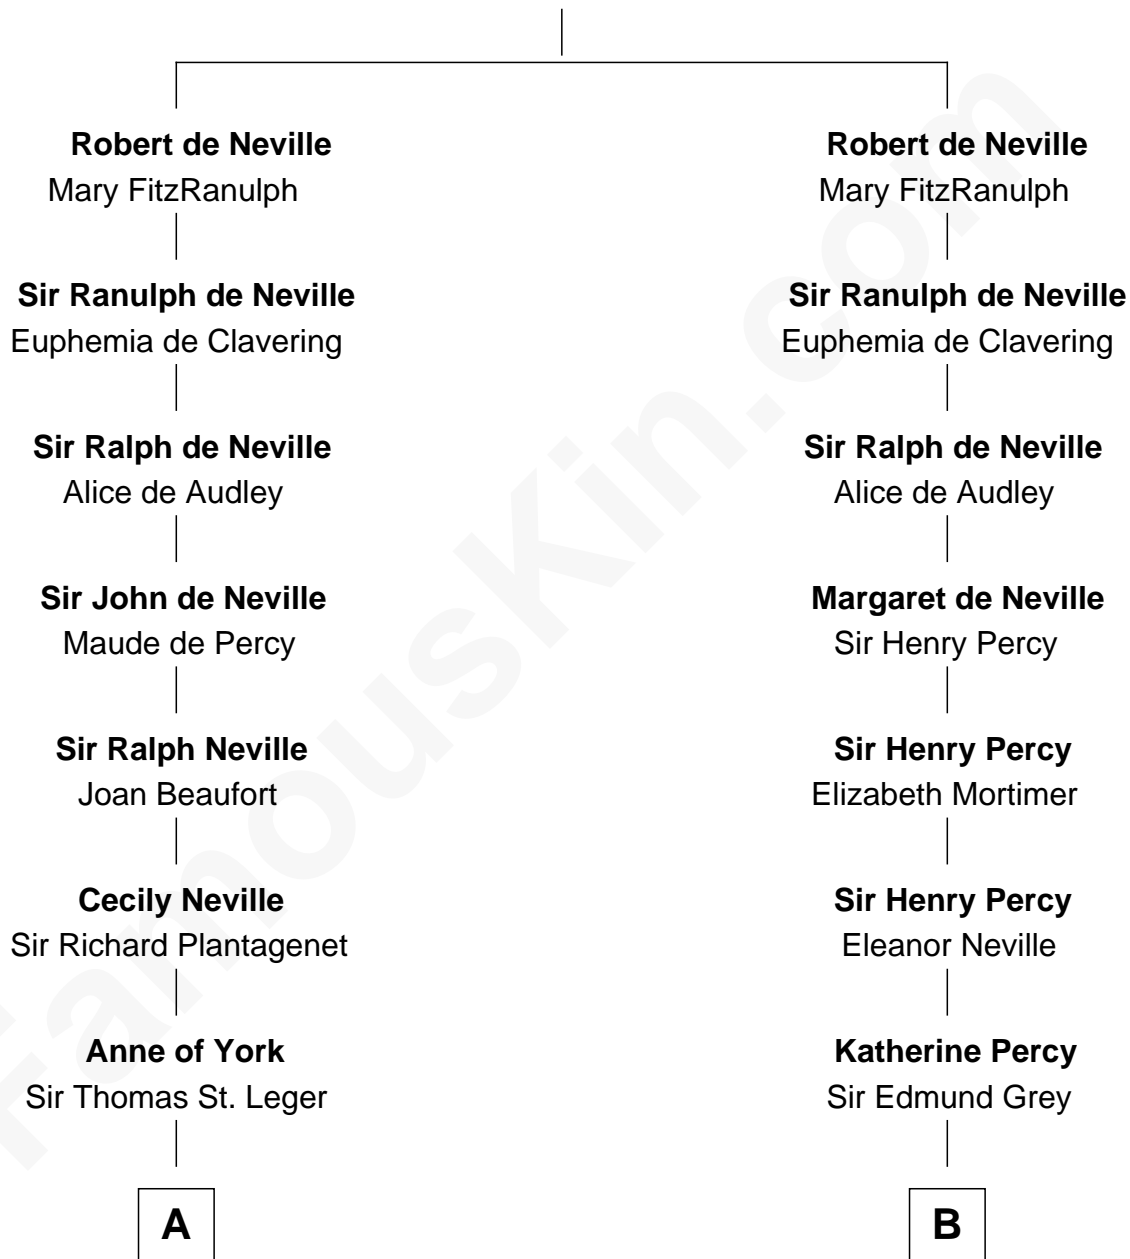 Robert de Neville
Mary FitzRanulph
Sir Ranulph de Neville
Euphemia de Clavering
Sir Ralph de Neville
Alice de Audley
Sir John de Neville
Maude de Percy
Sir Ralph Neville
Joan Beaufort
Cecily Neville
Sir Richard Plantagenet
Anne of York
Sir Thomas St. Leger
A
Robert de Neville
Mary FitzRanulph
Sir Ranulph de Neville
Euphemia de Clavering
Sir Ralph de Neville
Alice de Audley
Margaret de Neville
Sir Henry Percy
Sir Henry Percy
Elizabeth Mortimer
Sir Henry Percy
Eleanor Neville
Katherine Percy
Sir Edmund Grey
B
FamousKin.com